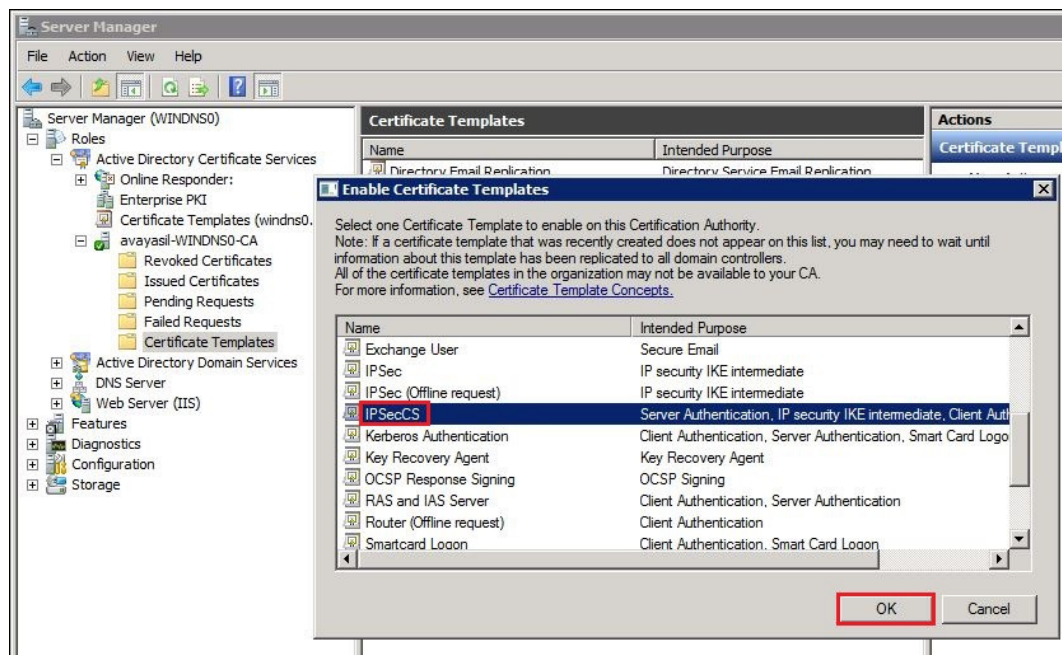 Server Manager
File Action View Help
Server Manager (WINDNS0)
Roles
Active Directory Certificate Services
Online Responder:
Enterprise PKI
Certificate Templates (windns0.
avayasil-WINDNS0-CA
Revoked Certificates
Issued Certificates
Pending Requests
Failed Requests
Certificate Templates
Active Directory Domain Services
DNS Server
Web Server (IIS)
Features
Diagnostics
Configuration
Storage
Certificate Templates
Name Intended Purpose
Directory Email Replication Directory Service Email Replication
Actions
Certificate Templ
Enable Certificate Templates
Select one Certificate Template to enable on this Certification Authority.
Note: If a certificate template that was recently created does not appear on this list, you may need to wait until
information about this template has been replicated to all domain controllers.
All of the certificate templates in the organization may not be available to your CA.
For more information, see Certificate Template Concepts.
Name Intended Purpose
Exchange User Secure Email
IPSec IP security IKE intermediate
IPSec (Offline request) IP security IKE intermediate
IPSecCS Server Authentication, IP security IKE intermediate, Client Auth
Kerberos Authentication Client Authentication, Server Authentication, Smart Card Logo
Key Recovery Agent Key Recovery Agent
OCSP Response Signing OCSP Signing
RAS and IAS Server Client Authentication, Server Authentication
Router (Offline request) Client Authentication
Smartcard Logon Client Authentication, Smart Card Logon
OK Cancel